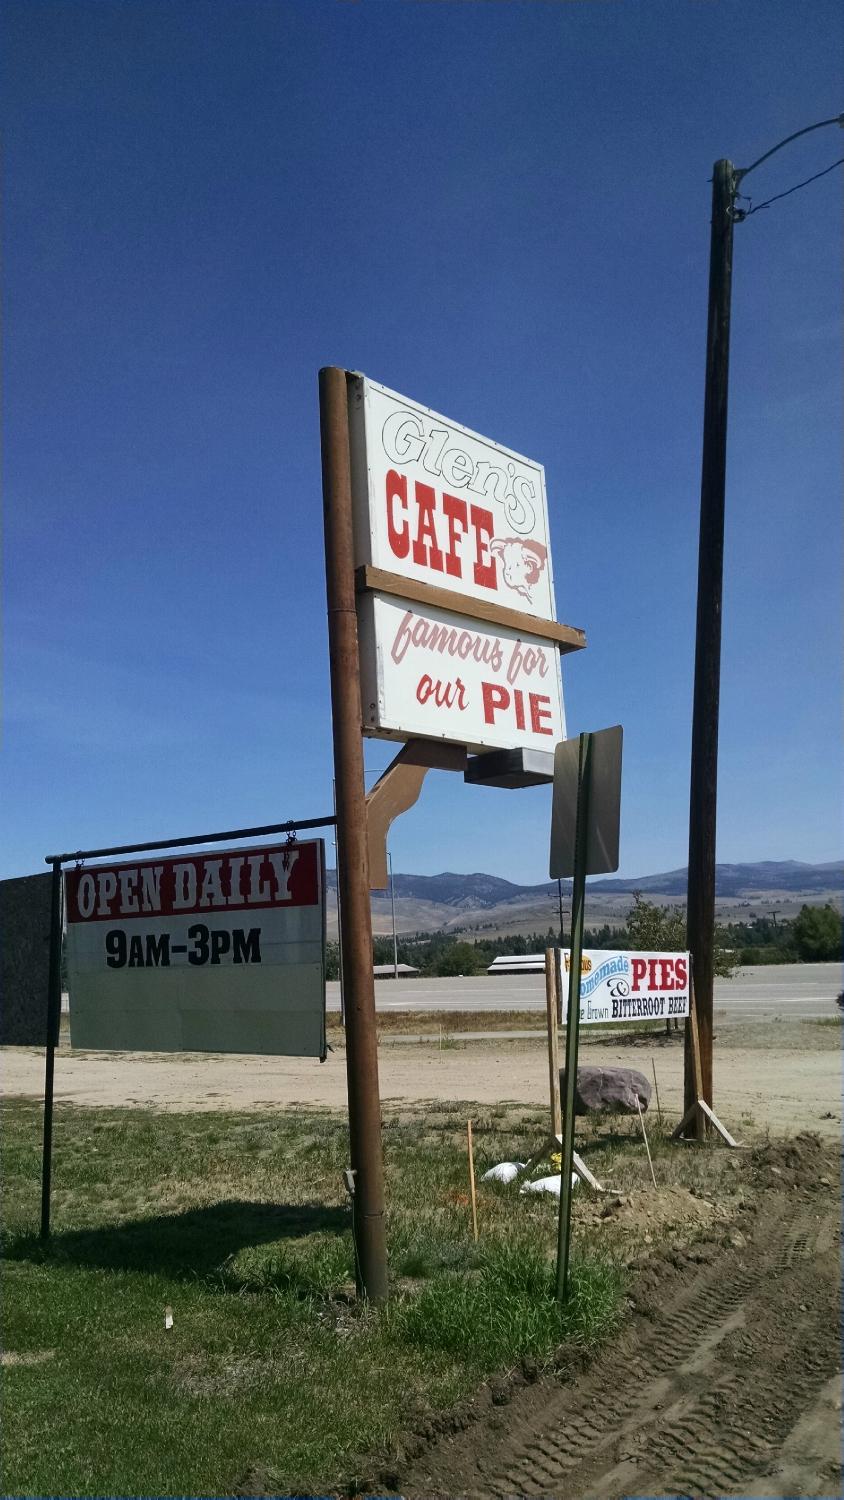 Glen's
CAFE
famous for
our PIE
OPEN DAILY
9AM-3PM
PIES
&
BITTERROOT BEEF